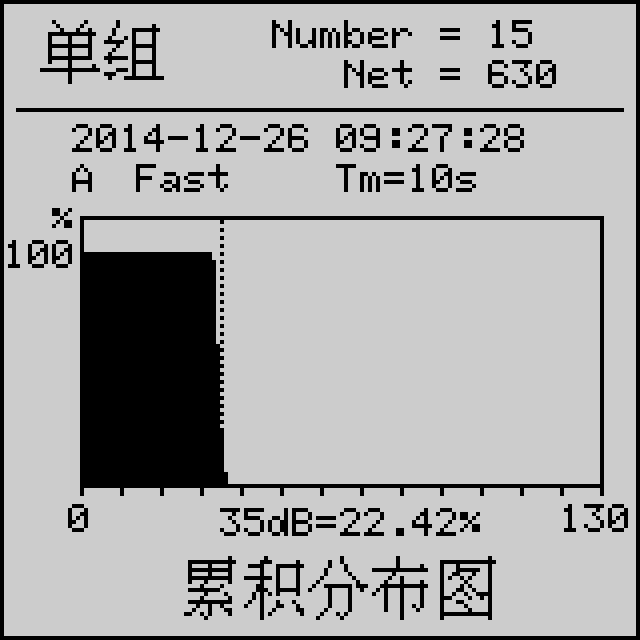 单组
Number = 15
Net = 630
2014-12-26 09:27:28
A Fast Tm=10s
%
100
0 35dB=22.42% 130
累积分布图